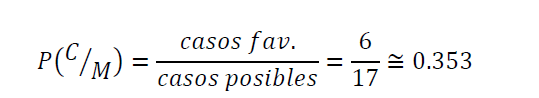 P(C/M) = casos fav. / casos posibles = 6/17 ≅ 0.353